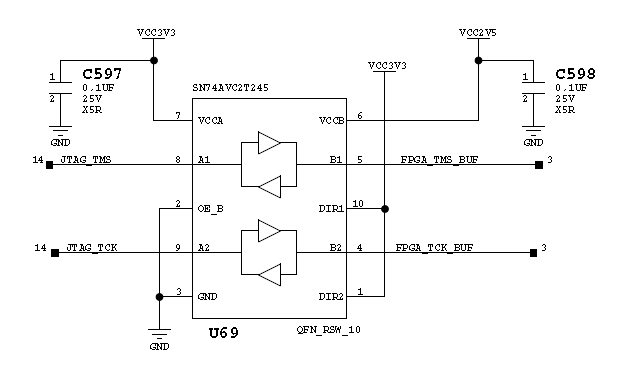 VCC3V3
VCC2V5
VCC3V3
1 C597
0.1UF
2 25V
X5R
GND
1 C598
0.1UF
2 25V
X5R
GND
SN74AVC2T245
7 VCCA VCCB 6
14 JTAG_TMS 8 A1 B1 5 FPGA_TMS_BUF 3
2 OE_B DIR1 10
14 JTAG_TCK 9 A2 B2 4 FPGA_TCK_BUF 3
3 GND DIR2 1
U69 QFN_RSW_10
GND